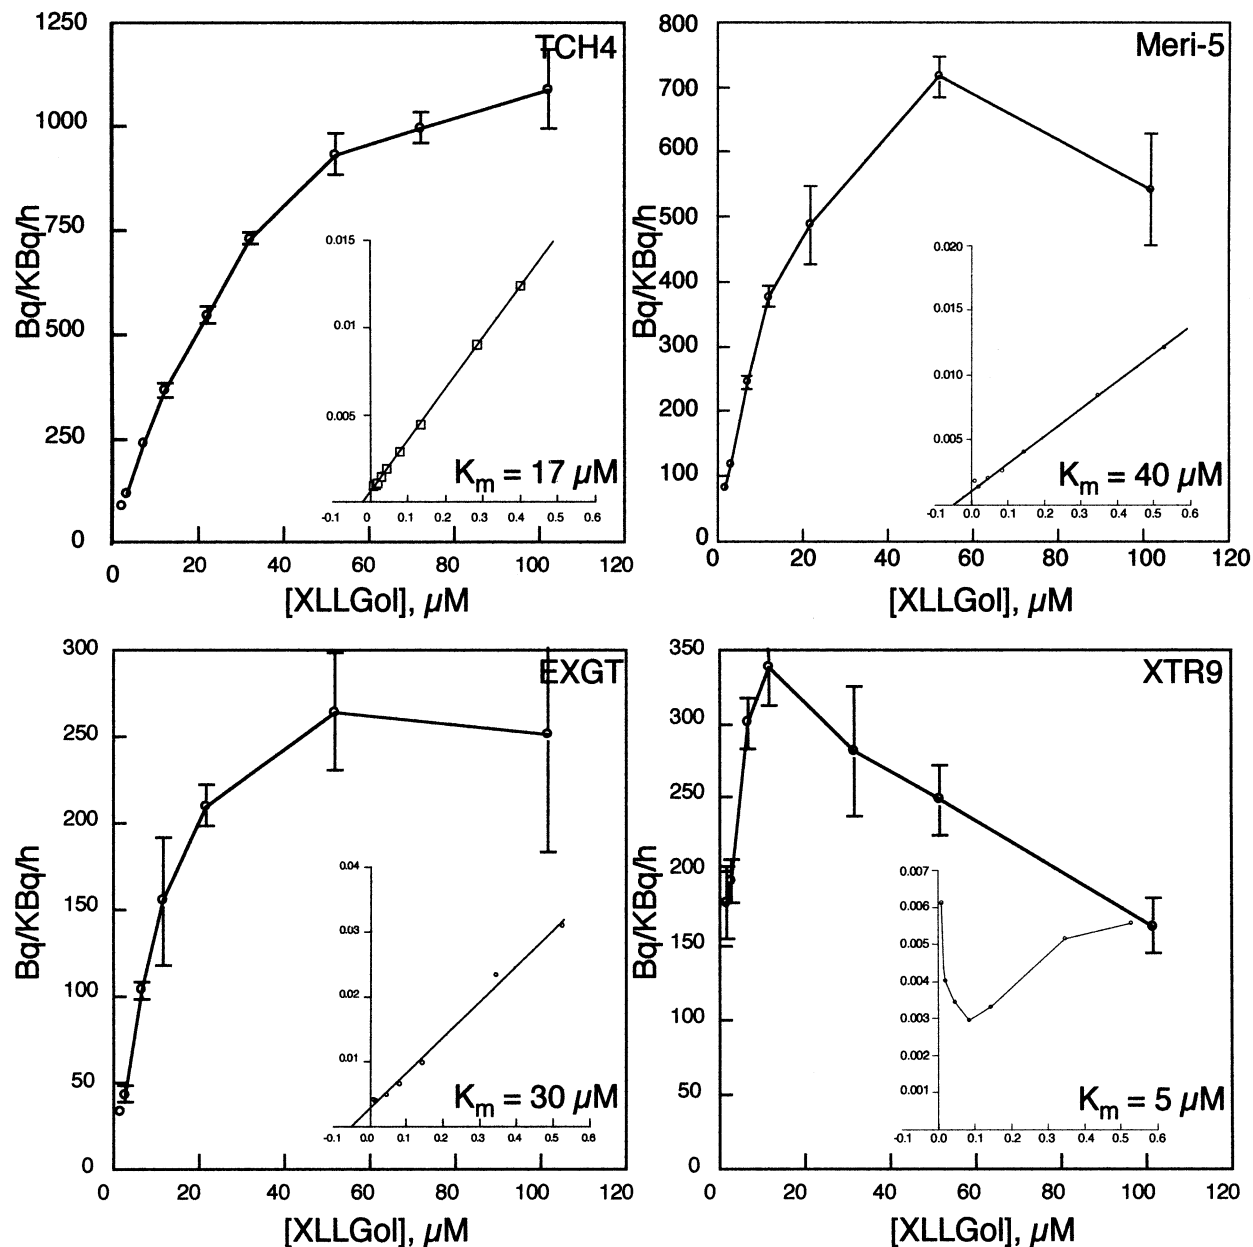 TCH4
Bq/KBq/h
1250
1000
750
500
250
0
0 20 40 60 80 100 120
[XLLGol], µM
0.015
0.01
0.005
-0.1 0 0.1 0.2 0.3 0.4 0.5 0.6
Km = 17 µM
Meri-5
Bq/KBq/h
800
700
600
500
400
300
200
100
0
0 20 40 60 80 100 120
[XLLGol], µM
0.020
0.015
0.010
0.005
-0.1 0.0 0.1 0.2 0.3 0.4 0.5 0.6
Km = 40 µM
EXGT
Bq/KBq/h
300
250
200
150
100
50
0
0 20 40 60 80 100 120
[XLLGol], µM
0.04
0.03
0.02
0.01
-0.1 0.0 0.1 0.2 0.3 0.4 0.5 0.6
Km = 30 µM
XTR9
Bq/KBq/h
350
300
250
200
150
100
50
0
0 20 40 60 80 100 120
[XLLGol], µM
0.007
0.006
0.005
0.004
0.003
0.002
0.001
-0.1 0.0 0.1 0.2 0.3 0.4 0.5 0.6
Km = 5 µM